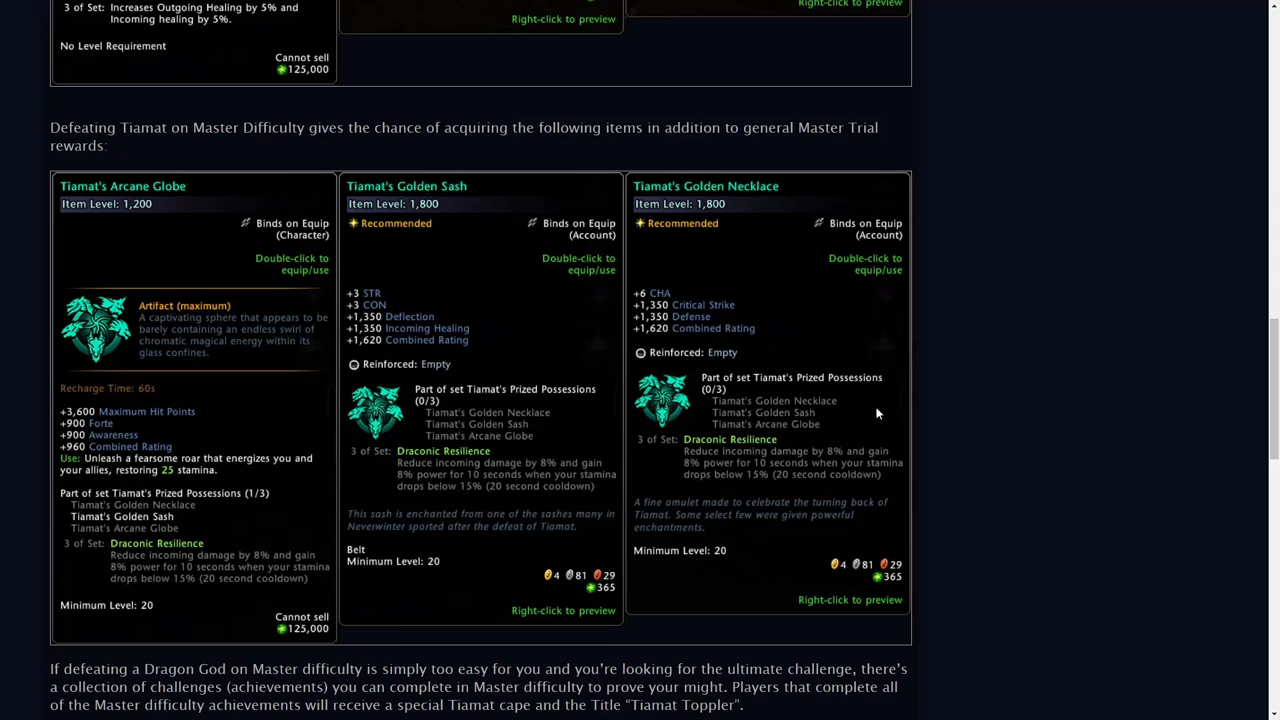 3 of Set: Increases Outgoing Healing by 5% and
Incoming healing by 5%.
No Level Requirement
Cannot sell
125,000
Right-click to preview
Right-click to preview
Defeating Tiamat on Master Difficulty gives the chance of acquiring the following items in addition to general Master Trial
rewards:
Tiamat's Arcane Globe
Item Level: 1,200
Binds on Equip
(Character)
Double-click to
equip/use
Artifact (maximum)
A captivating sphere that appears to be
barely containing an endless swirl of
chromatic magical energy within its
glass confines.
Recharge Time: 60s
+3,600 Maximum Hit Points
+900 Forte
+900 Awareness
+960 Combined Rating
Use: Unleash a fearsome roar that energizes you and
your allies, restoring 25 stamina.
Part of set Tiamat's Prized Possessions (1/3)
Tiamat's Golden Necklace
Tiamat's Golden Sash
Tiamat's Arcane Globe
3 of Set: Draconic Resilience
Reduce incoming damage by 8% and gain
8% power for 10 seconds when your stamina
drops below 15% (20 second cooldown)
Minimum Level: 20
Cannot sell
125,000
Tiamat's Golden Sash
Item Level: 1,800
Recommended
Binds on Equip
(Account)
Double-click to
equip/use
+3 STR
+3 CON
+1,350 Deflection
+1,350 Incoming Healing
+1,620 Combined Rating
Reinforced: Empty
Part of set Tiamat's Prized Possessions
(0/3)
Tiamat's Golden Necklace
Tiamat's Golden Sash
Tiamat's Arcane Globe
3 of Set: Draconic Resilience
Reduce incoming damage by 8% and gain
8% power for 10 seconds when your stamina
drops below 15% (20 second cooldown)
This sash is enchanted from one of the sashes many in
Neverwinter sported after the defeat of Tiamat.
Belt
Minimum Level: 20
4 81 29
365
Right-click to preview
Tiamat's Golden Necklace
Item Level: 1,800
Recommended
Binds on Equip
(Account)
Double-click to
equip/use
+6 CHA
+1,350 Critical Strike
+1,350 Defense
+1,620 Combined Rating
Reinforced: Empty
Part of set Tiamat's Prized Possessions
(0/3)
Tiamat's Golden Necklace
Tiamat's Golden Sash
Tiamat's Arcane Globe
3 of Set: Draconic Resilience
Reduce incoming damage by 8% and gain
8% power for 10 seconds when your stamina
drops below 15% (20 second cooldown)
A fine amulet made to celebrate the turning back of
Tiamat. Some select few were given powerful
enchantments.
Minimum Level: 20
4 81 29
365
Right-click to preview
If defeating a Dragon God on Master difficulty is simply too easy for you and you're looking for the ultimate challenge, there's
a collection of challenges (achievements) you can complete in Master difficulty to prove your might. Players that complete all
of the Master difficulty achievements will receive a special Tiamat cape and the Title "Tiamat Toppler".